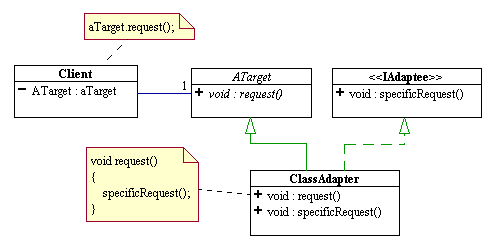 aTarget.request();
Client
− ATarget : aTarget
1
ATarget
+ void : request()
<<IAdaptee>>
+ void : specificRequest()
void request()
{
specificRequest();
}
ClassAdapter
+ void : request()
+ void : specificRequest()